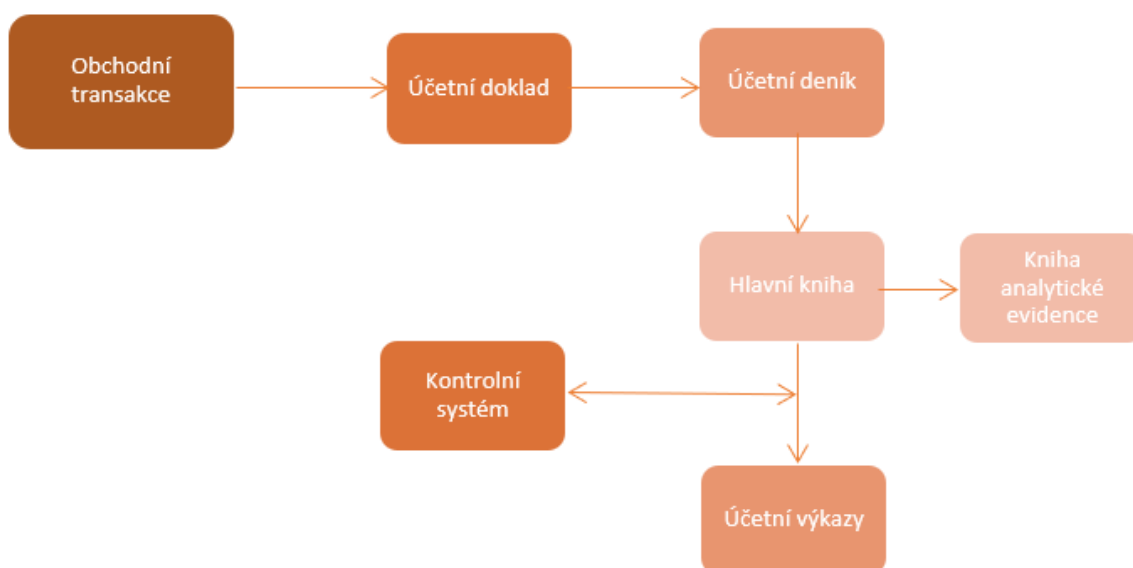 Obchodní
transakce
Účetní doklad
Účetní deník
Hlavní kniha
Kniha
analytické
evidence
Kontrolní
systém
Účetní výkazy